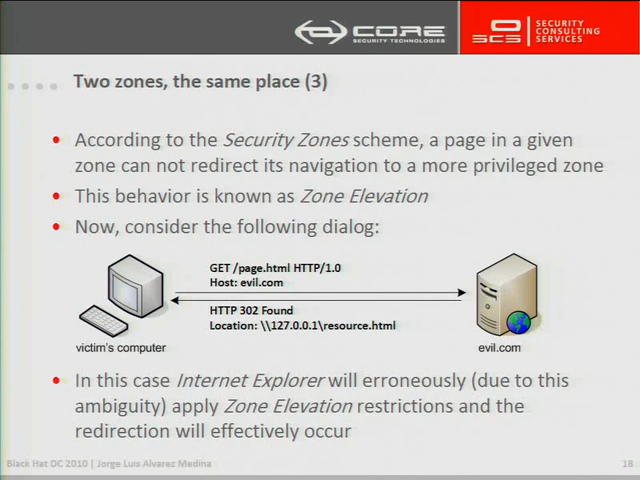 CORE
SECURITY TECHNOLOGIES
SCS
SECURITY
CONSULTING
SERVICES
Two zones, the same place (3)
• According to the Security Zones scheme, a page in a given
zone can not redirect its navigation to a more privileged zone
• This behavior is known as Zone Elevation
• Now, consider the following dialog:
GET /page.html HTTP/1.0
Host: evil.com
HTTP 302 Found
Location: \\127.0.0.1\resource.html
victim's computer
evil.com
• In this case Internet Explorer will erroneously (due to this
ambiguity) apply Zone Elevation restrictions and the
redirection will effectively occur
Black Hat DC 2010 | Jorge Luis Alvarez Medina
18